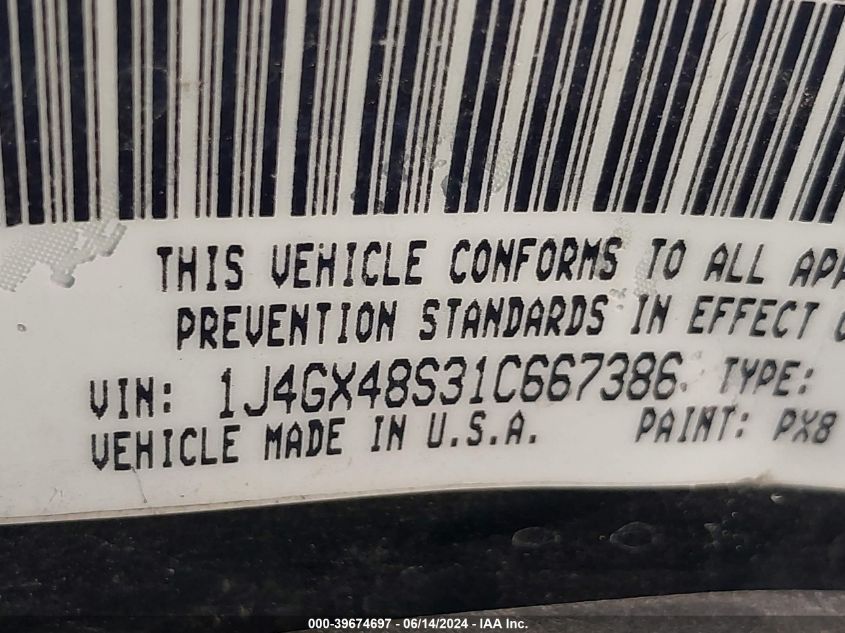 THIS VEHICLE CONFORMS TO ALL
PREVENTION STANDARDS IN EFFECT
VIN: 1J4GX48S31C667386 TYPE:
VEHICLE MADE IN U.S.A. PAINT: PX8
000-39674697 - 06/14/2024 - IAA Inc.